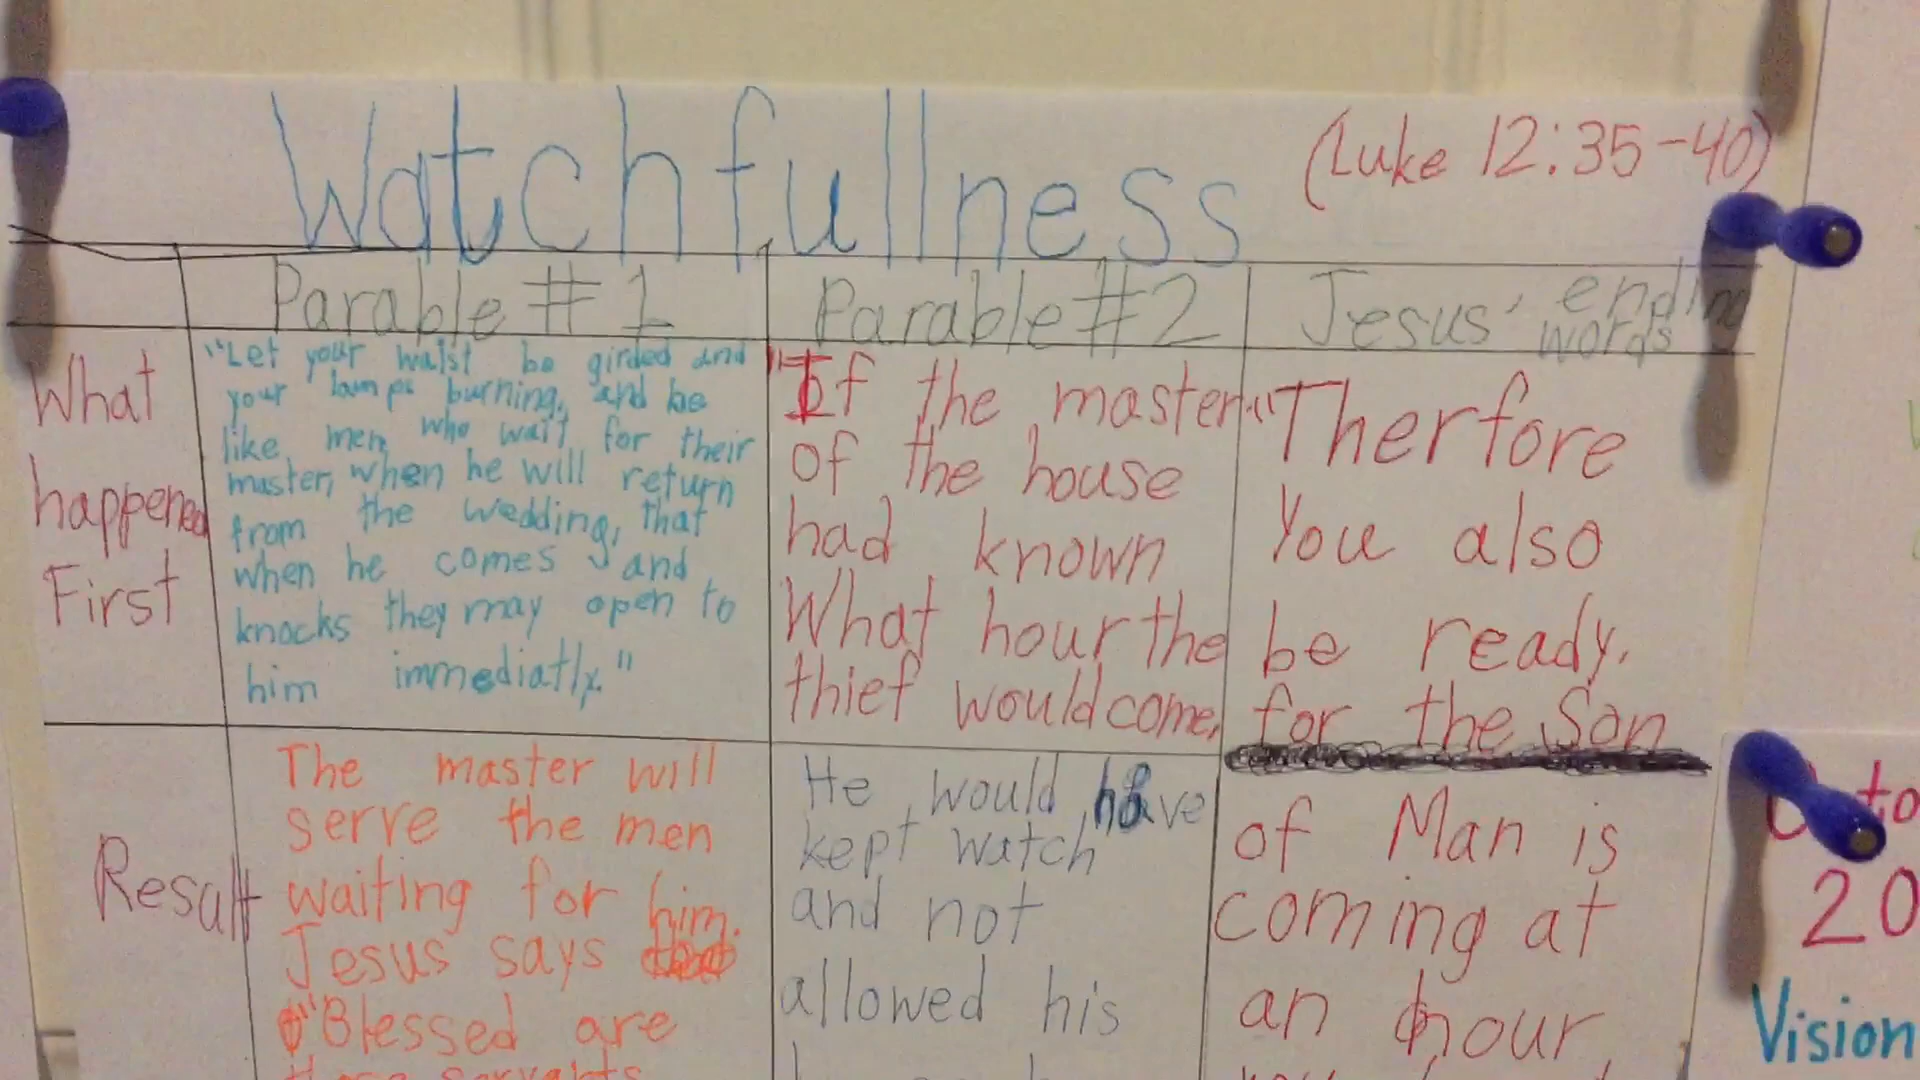 Watchfullness
(Luke 12:35-40)
Parable #1
Parable #2
Jesus' ending
words
What
happened
First
"Let your waist be girded and
your lamps burning, and be
like men who wait for their
master, when he will return
from the wedding, that
when he comes and
knocks they may open to
him immediatly."
"If the master
of the house
had known
What hour the
thief would come,
"Therfore
You also
be ready,
for the Son
of Man is
coming at
an hour
Result
The master will
serve the men
waiting for him.
Jesus says
"Blessed are
those servants
He would have
kept watch
and not
allowed his
20
Vision